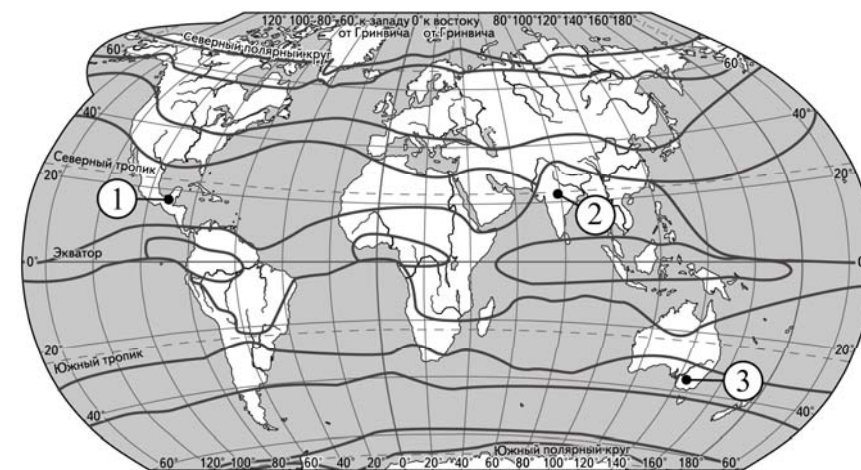 120°100°80°60°к западу 0°к востоку 80°100°120°140°160°180°
от Гринвича от Гринвича
Северный полярный круг
60°
60°
40°
40°
Северный тропик
20°
20°
1
2
Экватор
0°
0°
20°
20°
Южный тропик
3
40°
40°
Южный полярный круг
60° 120°100°80°60°40°20° 0° 20° 40° 60° 80°100°120°140°160°180° 60°